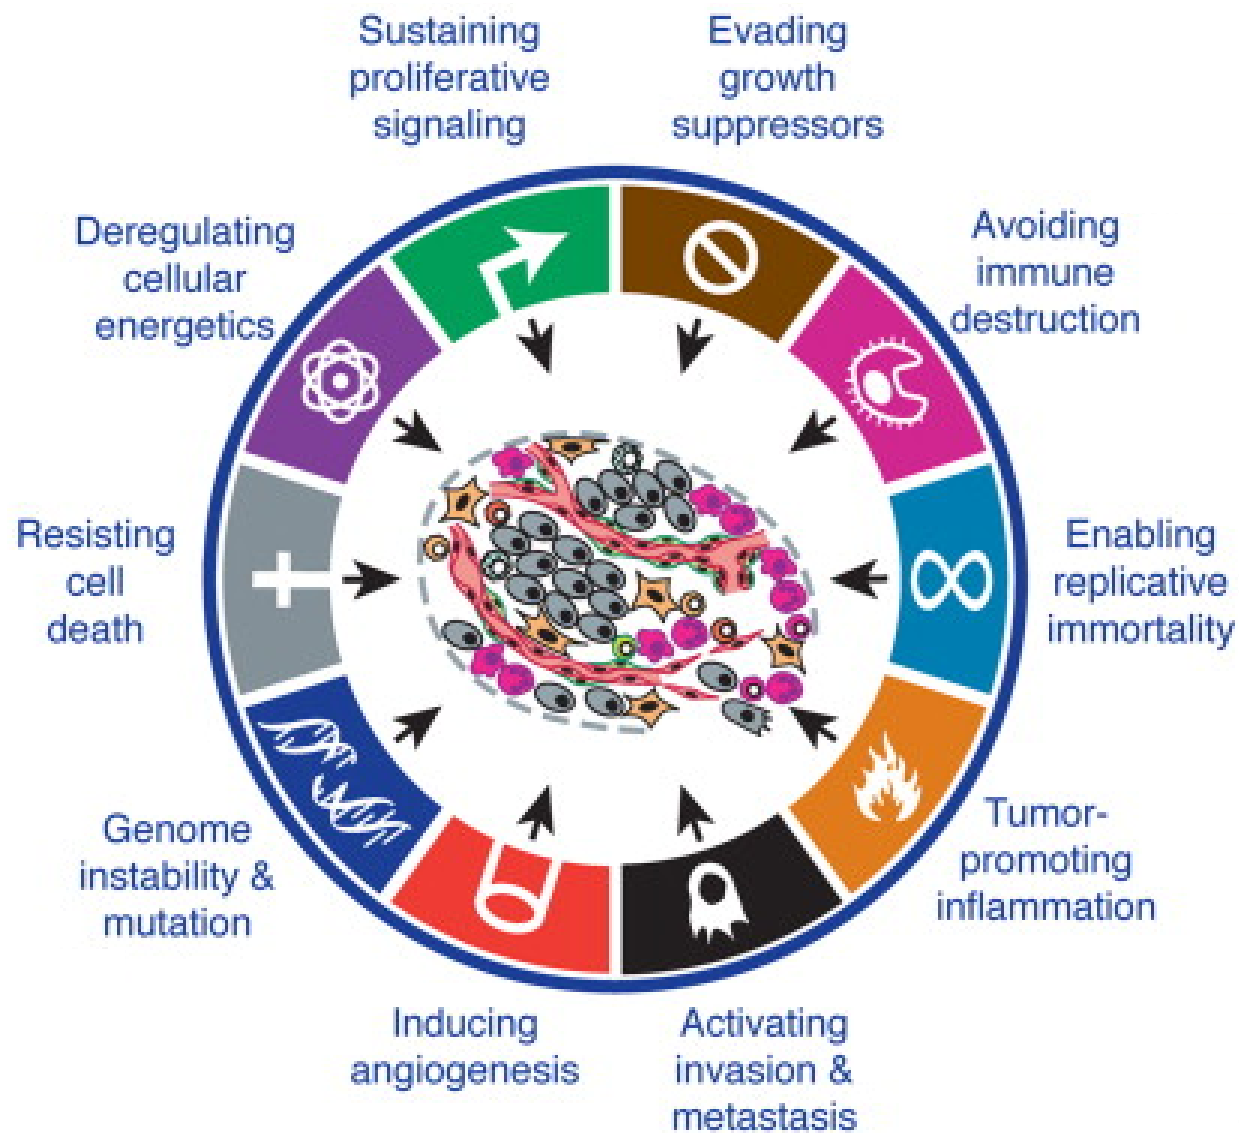 Sustaining
proliferative
signaling
Evading
growth
suppressors
Avoiding
immune
destruction
Enabling
replicative
immortality
Tumor-
promoting
inflammation
Activating
invasion &
metastasis
Inducing
angiogenesis
Genome
instability &
mutation
Resisting
cell
death
Deregulating
cellular
energetics